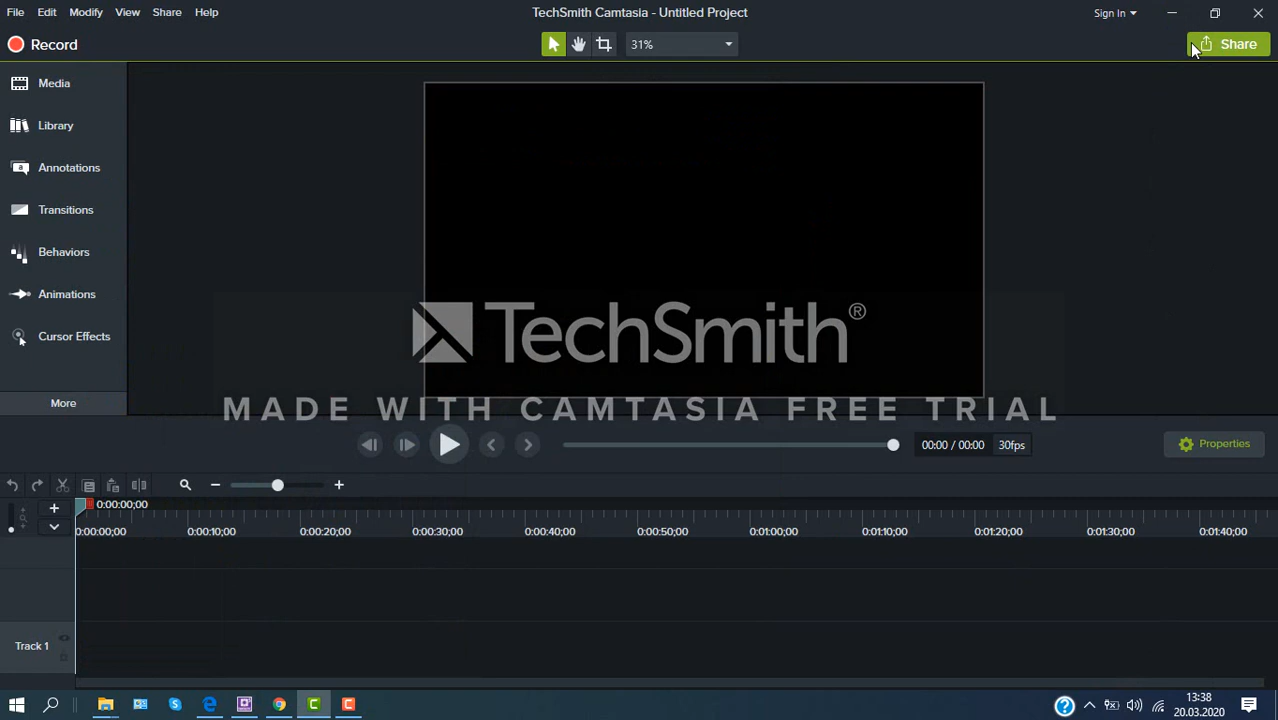 File Edit Modify View Share Help
TechSmith Camtasia - Untitled Project
Sign In
Record
31%
Share
Media
Library
Annotations
Transitions
Behaviors
Animations
Cursor Effects
More
TechSmith®
MADE WITH CAMTASIA FREE TRIAL
00:00 / 00:00 30fps
Properties
0:00:00;00
0:00:00;00 0:00:10;00 0:00:20;00 0:00:30;00 0:00:40;00 0:00:50;00 0:01:00;00 0:01:10;00 0:01:20;00 0:01:30;00 0:01:40;00
Track 1
13:38
20.03.2020